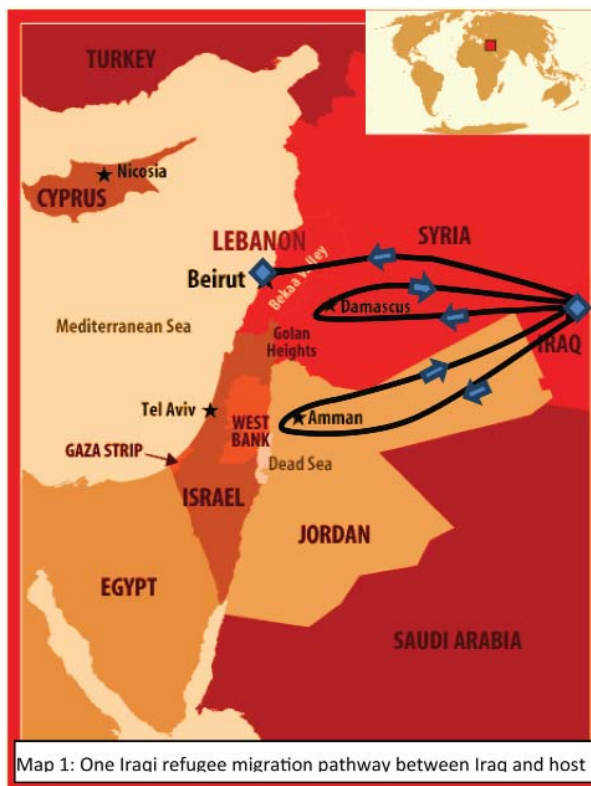 TURKEY
Nicosia
CYPRUS
LEBANON
SYRIA
Beirut
Bekaa Valley
Damascus
IRAQ
Mediterranean Sea
Golan
Heights
Tel Aviv
WEST
BANK
Amman
GAZA STRIP
Dead Sea
ISRAEL
JORDAN
EGYPT
SAUDI ARABIA
Map 1: One Iraqi refugee migration pathway between Iraq and host